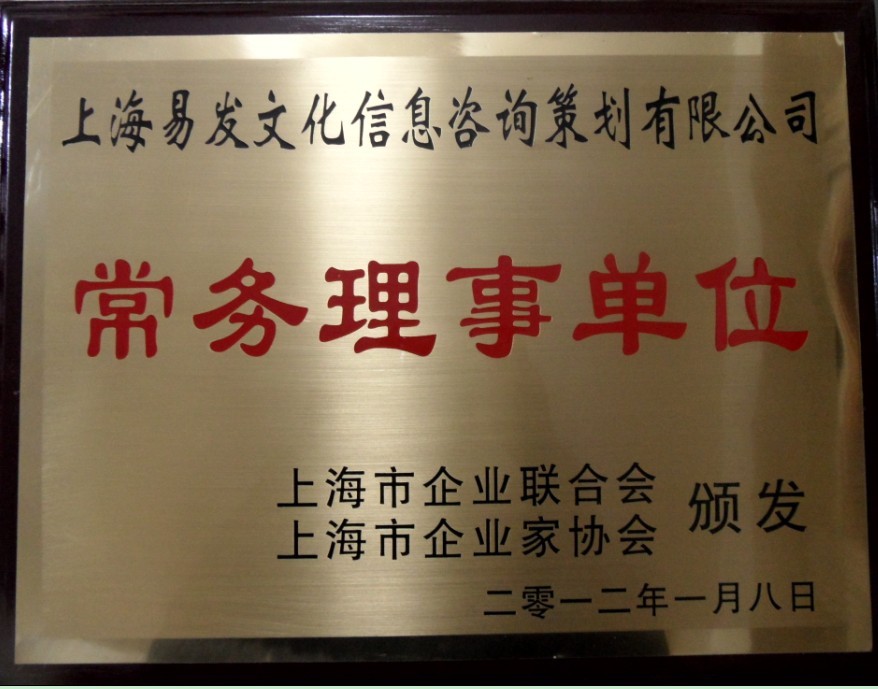 上海易发文化信息咨询策划有限公司
常务理事单位
上海市企业联合会
上海市企业家协会
颁发
二零一二年一月八日